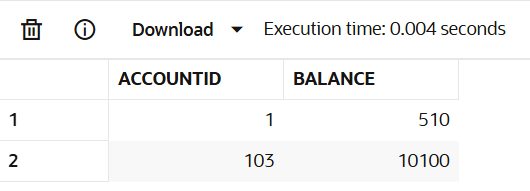 Download Execution time: 0.004 seconds
ACCOUNTID BALANCE
1 1 510
2 103 10100